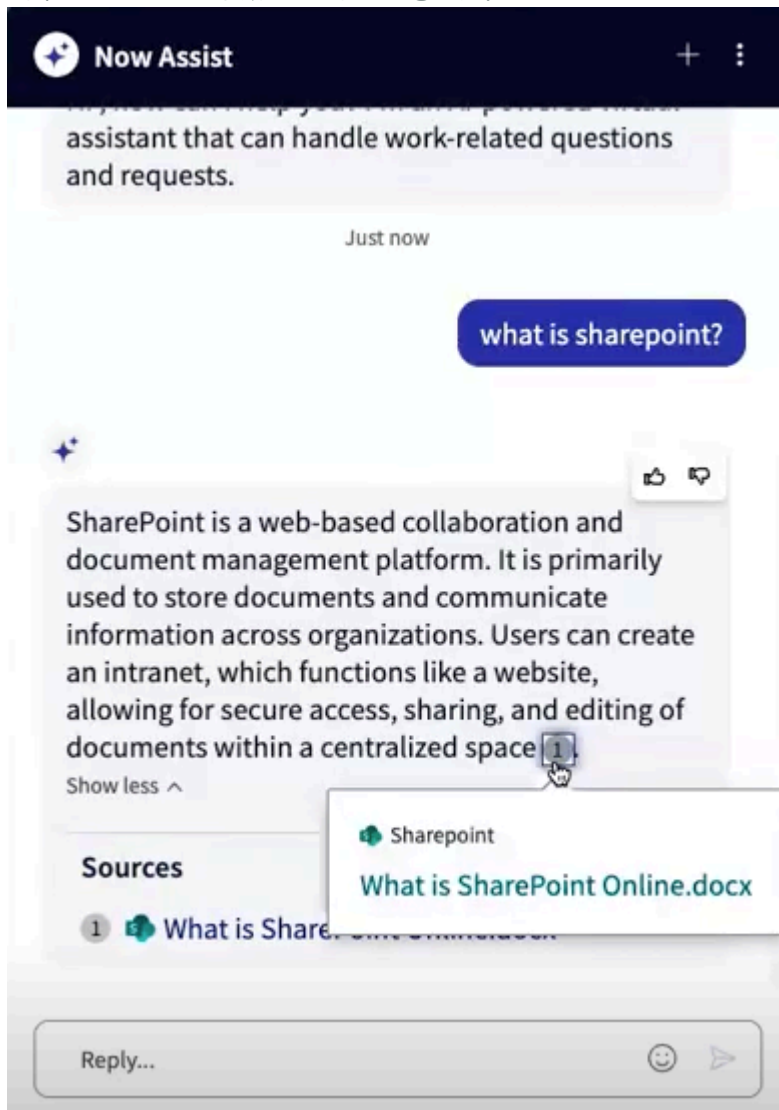 Now Assist
assistant that can handle work-related questions
and requests.
Just now
what is sharepoint?
SharePoint is a web-based collaboration and
document management platform. It is primarily
used to store documents and communicate
information across organizations. Users can create
an intranet, which functions like a website,
allowing for secure access, sharing, and editing of
documents within a centralized space 1.
Show less
Sharepoint
What is SharePoint Online.docx
Sources
1 What is Share
Reply...